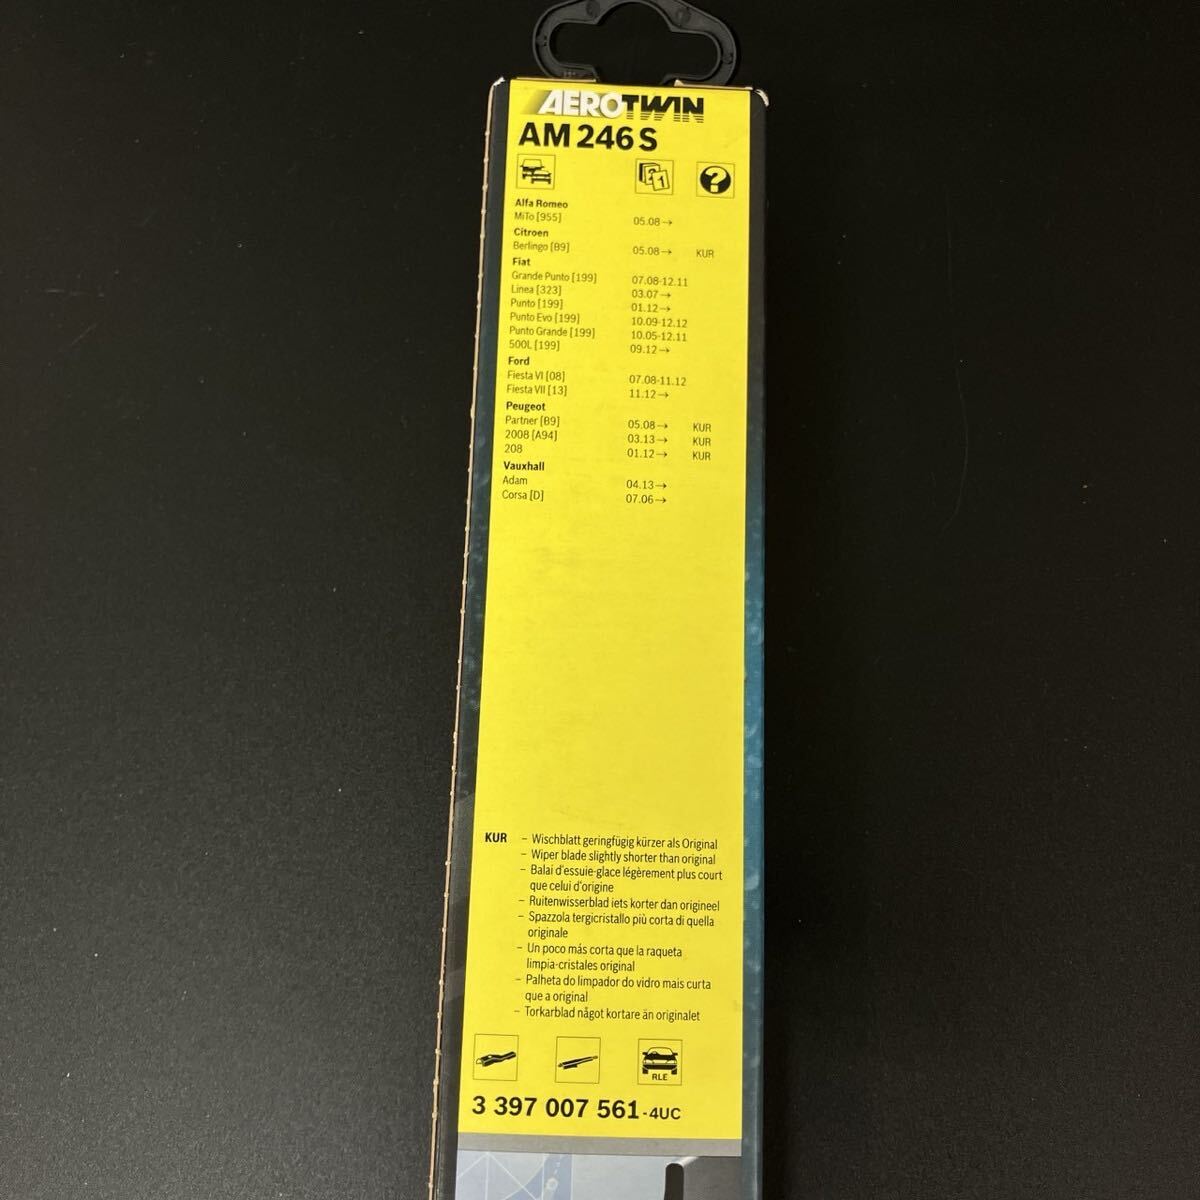 AEROTWIN
AM 246 S
Alfa Romeo
MiTo [955] 05.08→
Citroen
Berlingo [B9] 05.08→ KUR
Fiat
Grande Punto [199] 07.08-12.11
Linea [323] 03.07→
Punto [199] 01.12→
Punto Evo [199] 10.09-12.12
Punto Grande [199] 10.05-12.11
500L [199] 09.12→
Ford
Fiesta VI [08] 07.08-11.12
Fiesta VII [13] 11.12→
Peugeot
Partner [B9] 05.08→ KUR
2008 [A94] 03.13→ KUR
208 01.12→ KUR
Vauxhall
Adam 04.13→
Corsa [D] 07.06→
KUR – Wischblatt geringfügig kürzer als Original
– Wiper blade slightly shorter than original
– Balai d'essuie-glace légèrement plus court
que celui d'origine
– Ruitenwisserblad iets korter dan origineel
– Spazzola tergicristallo più corta di quella
originale
– Un poco más corta que la raqueta
limpia-cristales original
– Palheta do limpador do vidro mais curta
que a original
– Torkarblad något kortare än originalet
RLE
3 397 007 561-4UC